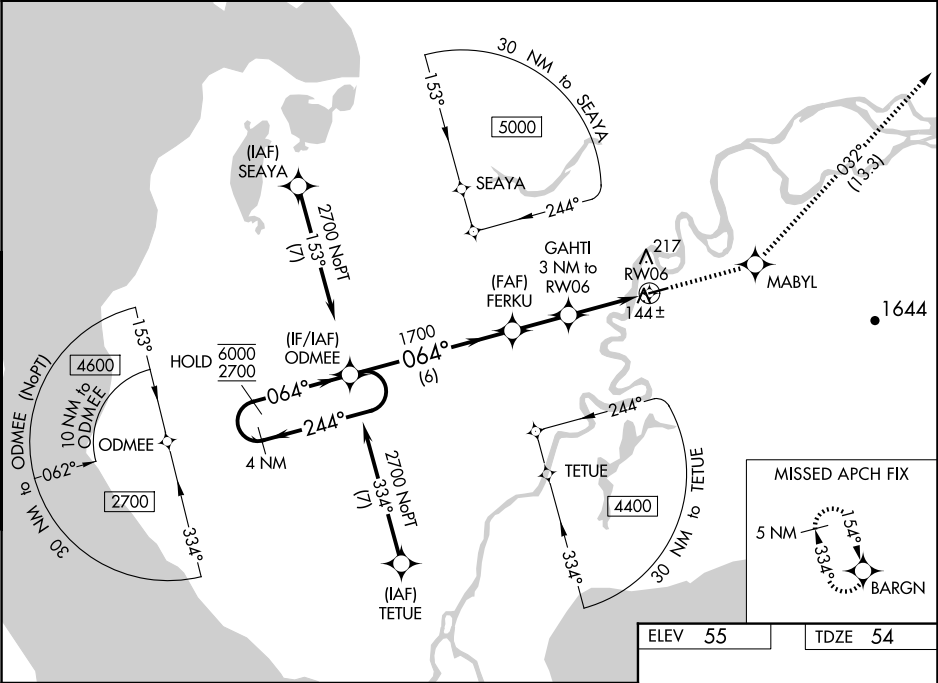 30 NM to SEAYA
153°
5000
SEAYA
244°
(IAF)
SEAYA
2700 NoPT
153°
(7)
032°
(13.3)
GAHTI
3 NM to
RW06
217
RW06
144±
MABYL
1644
(FAF)
FERKU
(IF/IAF)
ODMEE
1700
064°
(6)
HOLD 6000
2700
064°
244°
4 NM
30 NM to ODMEE (NoPT)
153°
4600
10 NM to
ODMEE
ODMEE
062°
2700
334°
2700 NoPT
334°
(7)
(IAF)
TETUE
244°
TETUE
4400
334°
30 NM to TETUE
MISSED APCH FIX
5 NM
154°
334°
BARGN
ELEV 55
TDZE 54